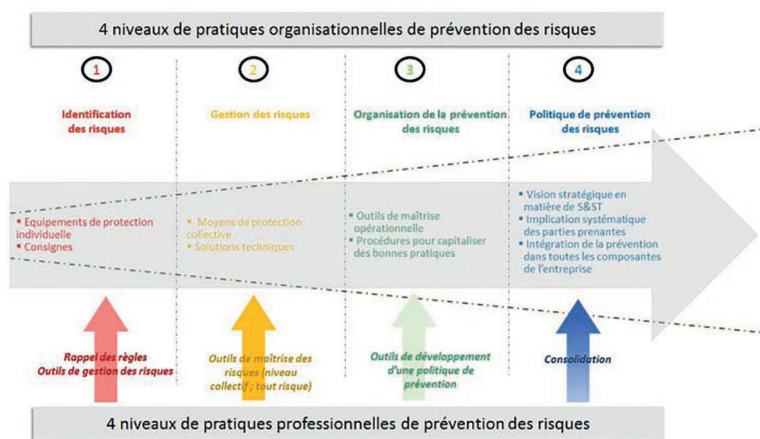 4 niveaux de pratiques organisationnelles de prévention des risques
1
Identification
des risques
2
Gestion des risques
3
Organisation de la prévention
des risques
4
Politique de prévention
des risques
▪ Equipements de protection
individuelle
▪ Consignes
▪ Moyens de protection
collective
▪ Solutions techniques
▪ Outils de maîtrise
opérationnelle
▪ Procédures pour capitaliser
des bonnes pratiques
▪ Vision stratégique en
matière de S&ST
▪ Implication systématique
des parties prenantes
▪ Intégration de la prévention
dans toutes les composantes
de l'entreprise
Rappel des règles
Outils de gestion des risques
Outils de maîtrise des
risques (niveau
collectif ; tout risque)
Outils de développement
d'une politique de
prévention
Consolidation
4 niveaux de pratiques professionnelles de prévention des risques